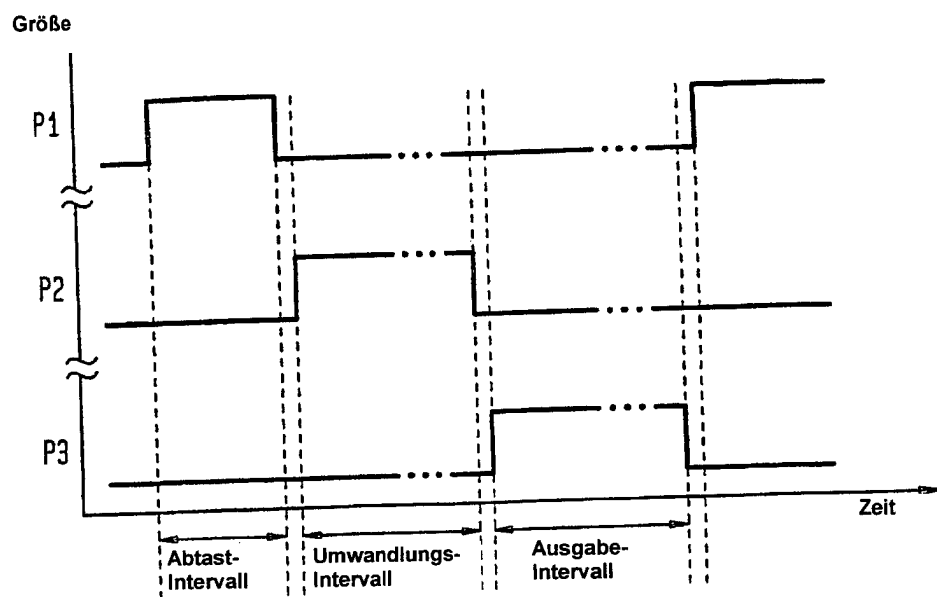 Größe
P1
P2
P3
Zeit
Abtast-
Intervall
Umwandlungs-
Intervall
Ausgabe-
Intervall